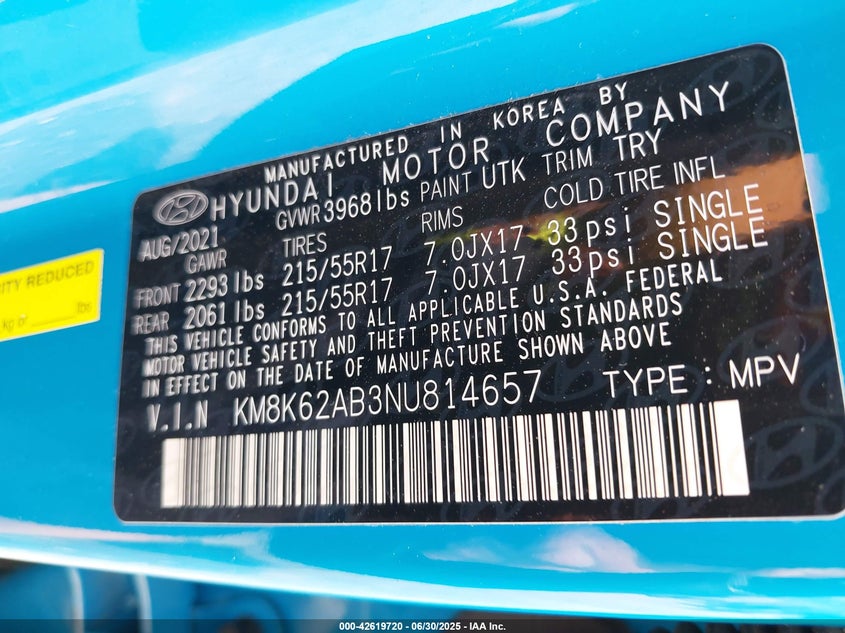 MANUFACTURED IN KOREA BY
HYUNDAI MOTOR COMPANY
AUG/2021 GVWR 3968 lbs PAINT UTK TRIM TRY
GAWR TIRES RIMS COLD TIRE INFL
FRONT 2293 lbs 215/55R17 7.0JX17 33psi SINGLE
REAR 2061 lbs 215/55R17 7.0JX17 33psi SINGLE
THIS VEHICLE CONFORMS TO ALL APPLICABLE U.S.A. FEDERAL
MOTOR VEHICLE SAFETY AND THEFT PREVENTION STANDARDS
IN EFFECT ON THE DATE OF MANUFACTURE SHOWN ABOVE
V.I.N KM8K62AB3NU814657 TYPE : MPV
REDUCED
kg or lbs
000-42619720 - 06/30/2025 - IAA Inc.